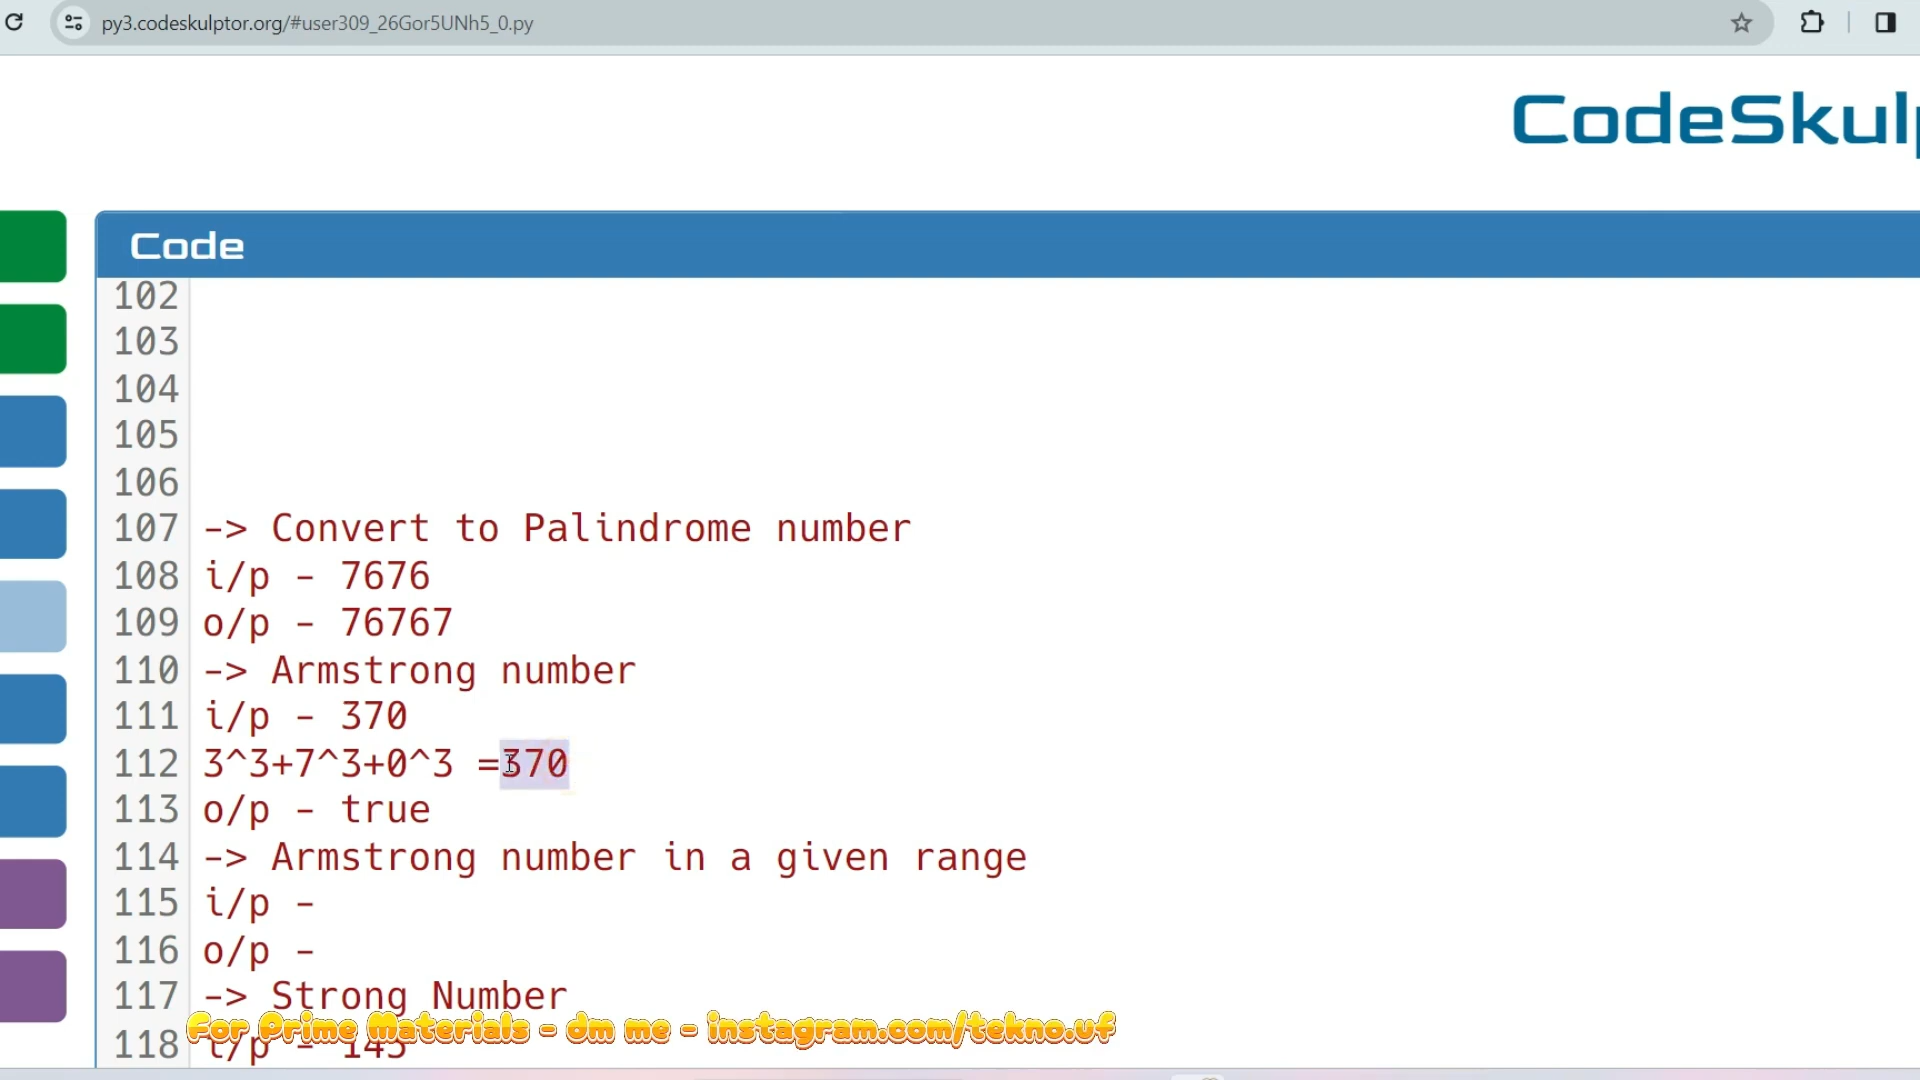 py3.codeskulptor.org/#user309_26Gor5UNh5_0.py
CodeSkulp
Code
102
103
104
105
106
107 -> Convert to Palindrome number
108 i/p - 7676
109 o/p - 76767
110 -> Armstrong number
111 i/p - 370
112 3^3+7^3+0^3 =370
113 o/p - true
114 -> Armstrong number in a given range
115 i/p -
116 o/p -
117 -> Strong Number
For Prime Materials - dm me - instagram.com/tekno.uf
118 i/p - 145